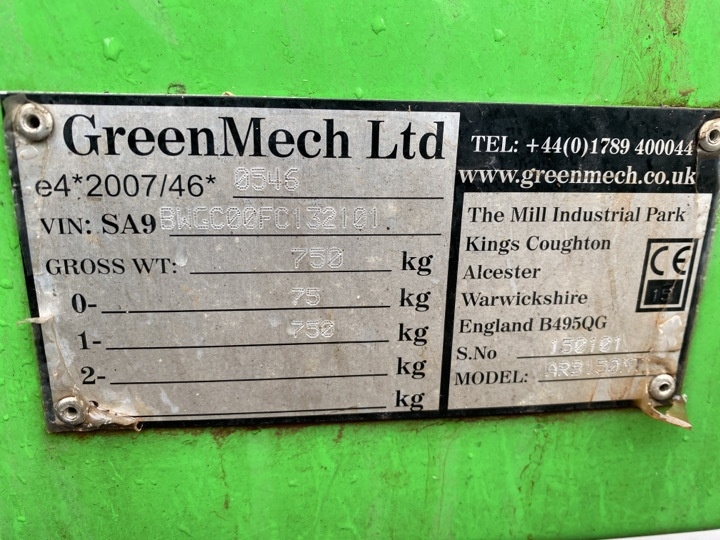 GreenMech Ltd
e4*2007/46* 0546
VIN: SA9 BWGC00FC132101
GROSS WT: 750 kg
0- 75 kg
1- 750 kg
2- kg
kg
TEL: +44(0)1789 400044
www.greenmech.co.uk
The Mill Industrial Park
Kings Coughton
Alcester
Warwickshire
England B495QG
CE
15
S.No 150101
MODEL: